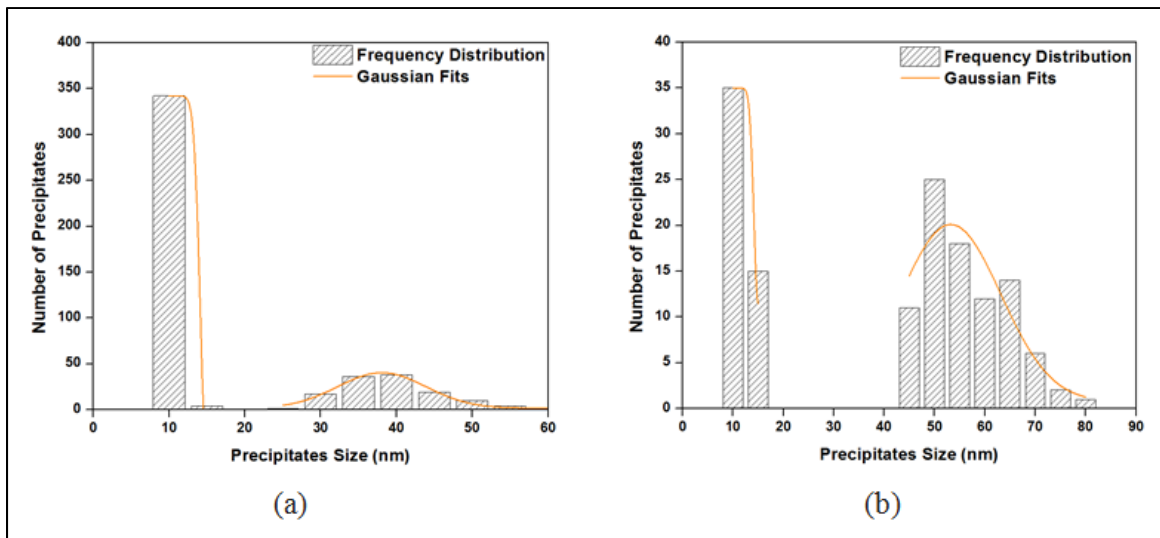 400
350
300
250
200
150
100
50
0
Number of Precipitates
Frequency Distribution
Gaussian Fits
0 10 20 30 40 50 60
Precipitates Size (nm)
(a)
40
35
30
25
20
15
10
5
0
Number of Precipitates
Frequency Distribution
Gaussian Fits
0 10 20 30 40 50 60 70 80 90
Precipitates Size (nm)
(b)